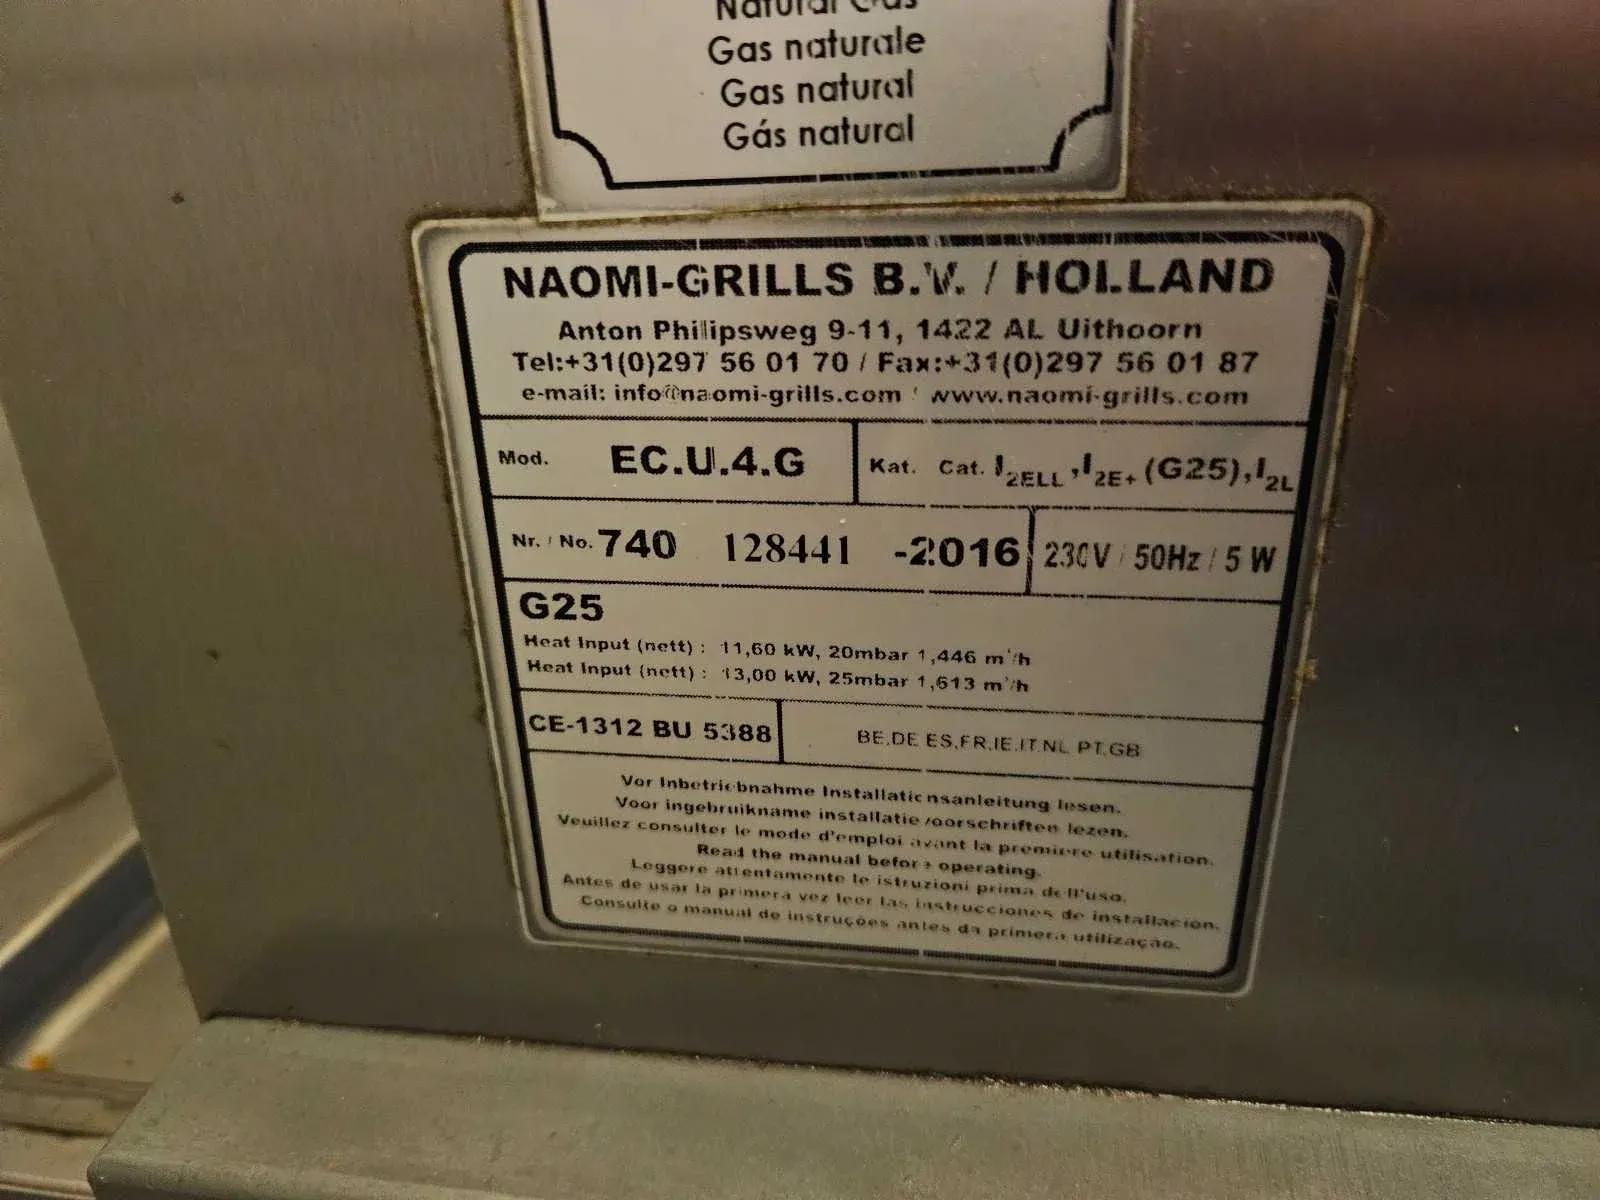 Natural Gas
Gas naturale
Gas natural
Gás natural
NAOMI-GRILLS B.V. / HOLLAND
Anton Philipsweg 9-11, 1422 AL Uithoorn
Tel:+31(0)297 56 01 70 / Fax:+31(0)297 56 01 87
e-mail: info@naomi-grills.com / www.naomi-grills.com
Mod. EC.U.4.G Kat. Cat. I2ELL, I2E+ (G25), I2L
Nr. / No. 740 128441 -2016 230V / 50Hz / 5 W
G25
Heat Input (nett) : 11,60 kW, 20mbar 1,446 m³/h
Heat Input (nett) : 13,00 kW, 25mbar 1,613 m³/h
CE-1312 BU 5388 BE,DE,ES,FR,IE,IT,NL,PT,GB
Vor Inbetriebnahme Installationsanleitung lesen.
Voor ingebruikname installatievoorschriften lezen.
Veuillez consulter le mode d'emploi avant la premiere utilisation.
Read the manual before operating.
Leggere attentamente le istruzioni prima dell'uso.
Antes de usar la primera vez leer las instrucciones de installacion.
Consulte o manual de instruções antes da primera utilização.